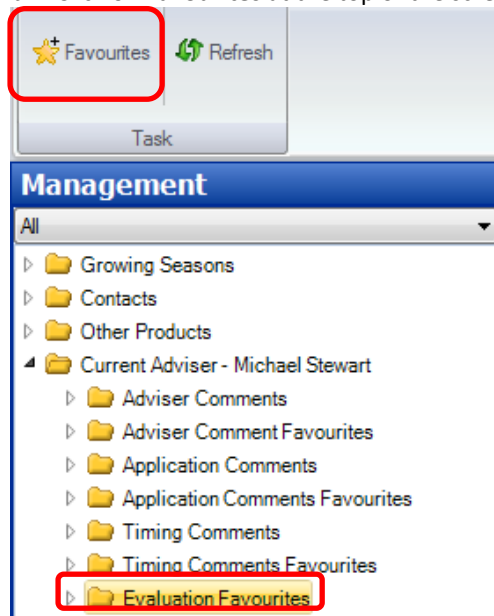 Favourites Refresh
Task
Management
All
Growing Seasons
Contacts
Other Products
Current Adviser - Michael Stewart
Adviser Comments
Adviser Comment Favourites
Application Comments
Application Comments Favourites
Timing Comments
Timing Comments Favourites
Evaluation Favourites